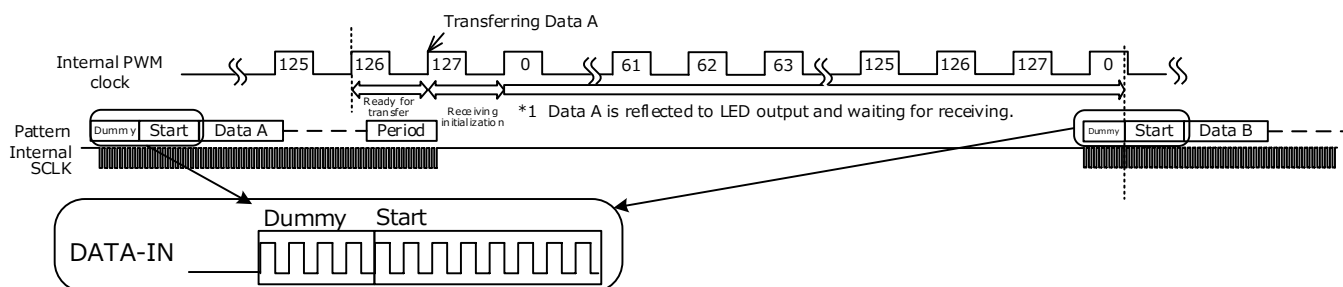 Transferring Data A
Internal PWM
clock
125 126 127 0 61 62 63 125 126 127 0
Ready for
transfer
Receiving
initialization
*1 Data A is reflected to LED output and waiting for receiving.
Pattern Dummy Start Data A Period Dummy Start Data B
Internal
SCLK
Dummy Start
DATA-IN